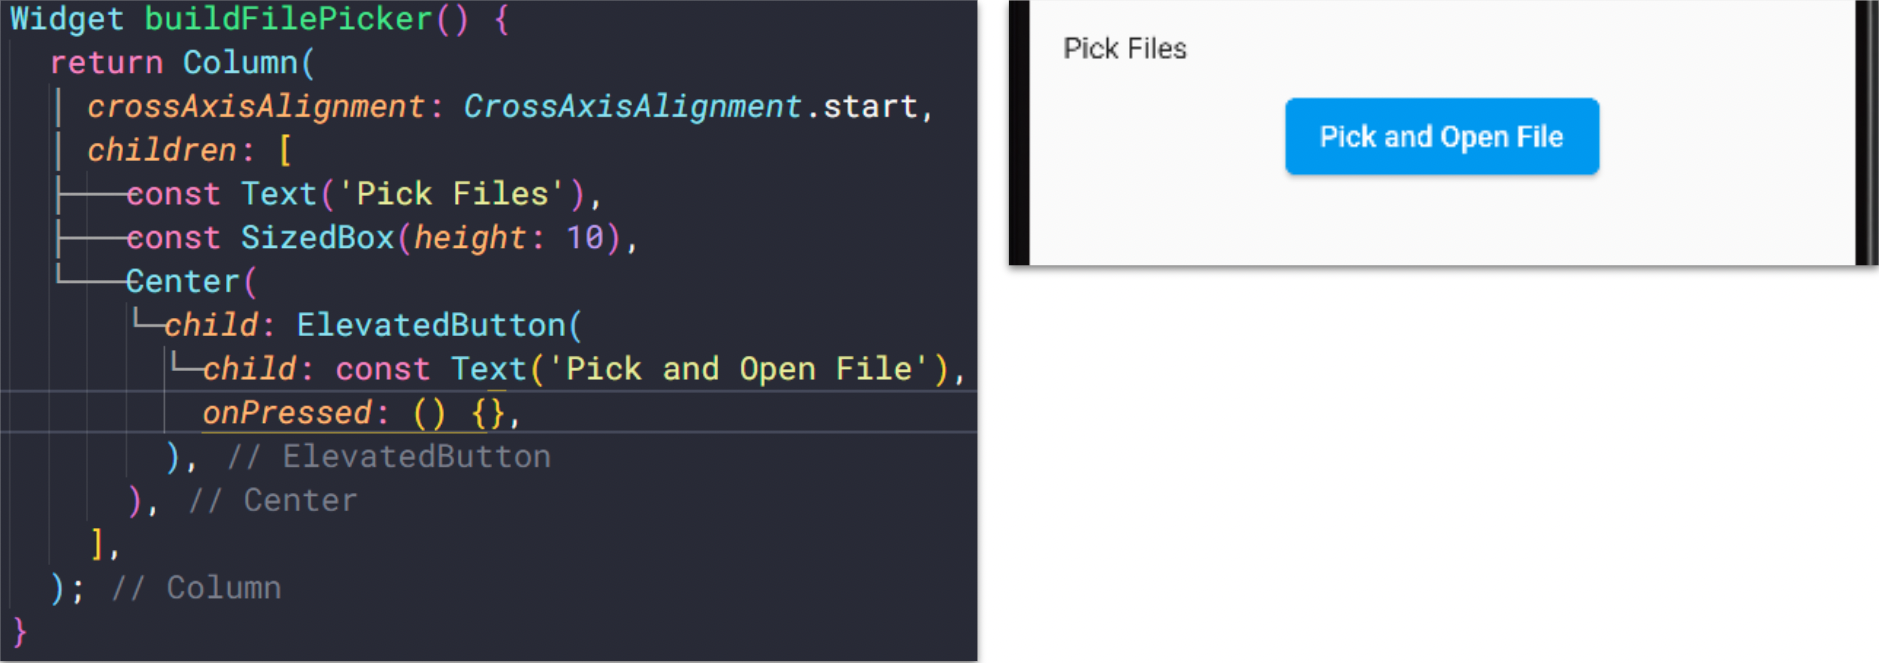 Widget buildFilePicker() {
return Column(
crossAxisAlignment: CrossAxisAlignment.start,
children: [
const Text('Pick Files'),
const SizedBox(height: 10),
Center(
child: ElevatedButton(
child: const Text('Pick and Open File'),
onPressed: () {},
), // ElevatedButton
), // Center
],
); // Column
}
Pick Files
Pick and Open File